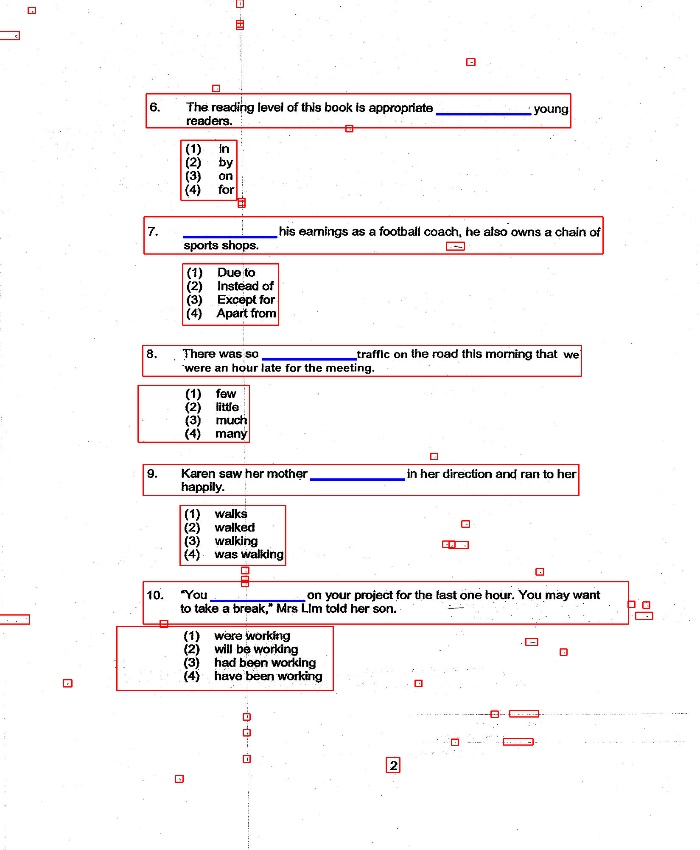 6. The reading level of this book is appropriate ____________ young
readers.
(1) in
(2) by
(3) on
(4) for
7. ____________ his earnings as a football coach, he also owns a chain of
sports shops.
(1) Due to
(2) Instead of
(3) Except for
(4) Apart from
8. There was so ____________ traffic on the road this morning that we
were an hour late for the meeting.
(1) few
(2) little
(3) much
(4) many
9. Karen saw her mother ____________ in her direction and ran to her
happily.
(1) walks
(2) walked
(3) walking
(4) was walking
10. "You ____________ on your project for the last one hour. You may want
to take a break," Mrs Lim told her son.
(1) were working
(2) will be working
(3) had been working
(4) have been working
2